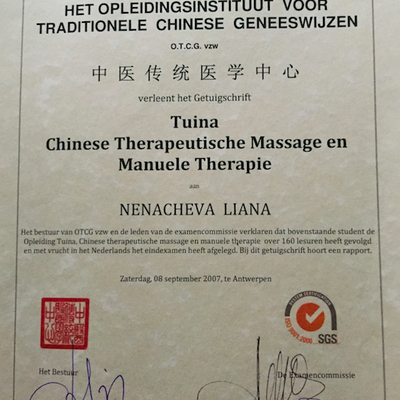 HET OPLEIDINGSINSTITUUT VOOR
TRADITIONELE CHINESE GENEESWIJZEN
O.T.C.G. vzw
中医传统医学中心
verleent het Getuigschrift
Tuina
Chinese Therapeutische Massage en
Manuele Therapie
aan
NENACHEVA LIANA
Het bestuur van OTCG vzw en de leden van de examencommissie verklaren dat bovenstaande student de
Opleiding Tuina, Chinese therapeutische massage en manuele therapie over 160 lesuren heeft gevolgd
en met vrucht in het Nederlands het eindexamen heeft afgelegd. Bij dit getuigschrift hoort een rapport.
Zaterdag, 08 september 2007, te Antwerpen
ISO 9001:2000
SGS
Het Bestuur
De Examencommissie